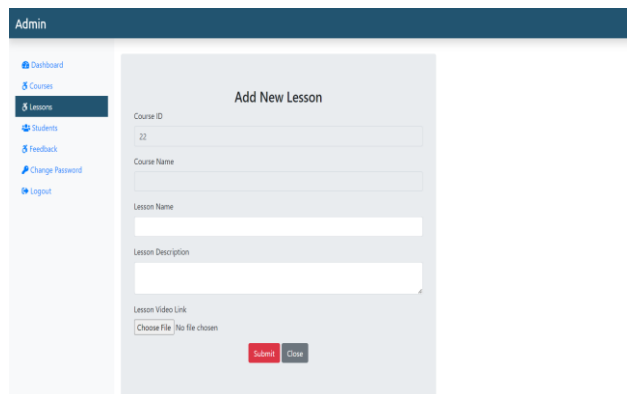 Admin
Dashboard
Courses
Lessons
Students
Feedback
Change Password
Logout
Add New Lesson
Course ID
22
Course Name
Lesson Name
Lesson Description
Lesson Video Link
Choose File No file chosen
Submit Close